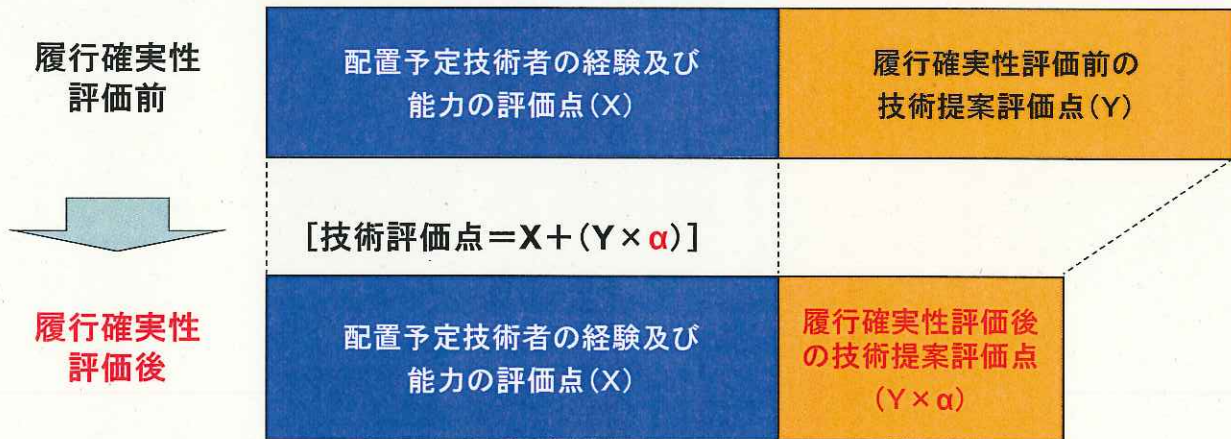 履行確実性
評価前
配置予定技術者の経験及び
能力の評価点(X)
履行確実性評価前の
技術提案評価点(Y)
[技術評価点=X+(Y×α)]
履行確実性
評価後
配置予定技術者の経験及び
能力の評価点(X)
履行確実性評価後
の技術提案評価点
(Y×α)